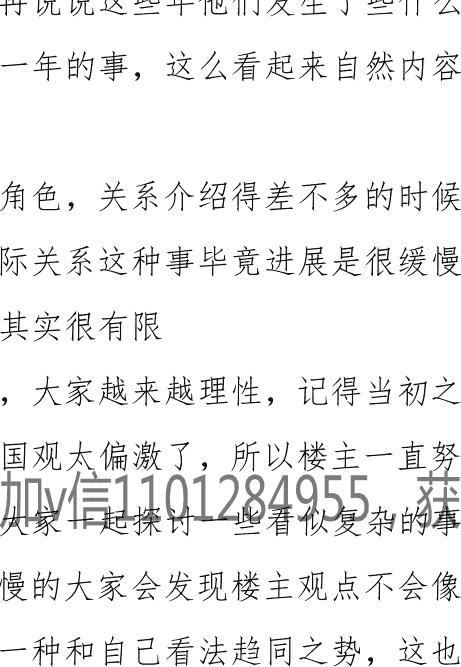 再说说这些年他们发生了些什么
一年的事，这么看起来自然内容
角色，关系介绍得差不多的时候
际关系这种事毕竟进展是很缓慢
其实很有限
，大家越来越理性，记得当初之
国观太偏激了，所以楼主一直努
加v信1101284955，获
大家一起探讨一些看似复杂的事
慢的大家会发现楼主观点不会像
一种和自己看法趋同之势，这也